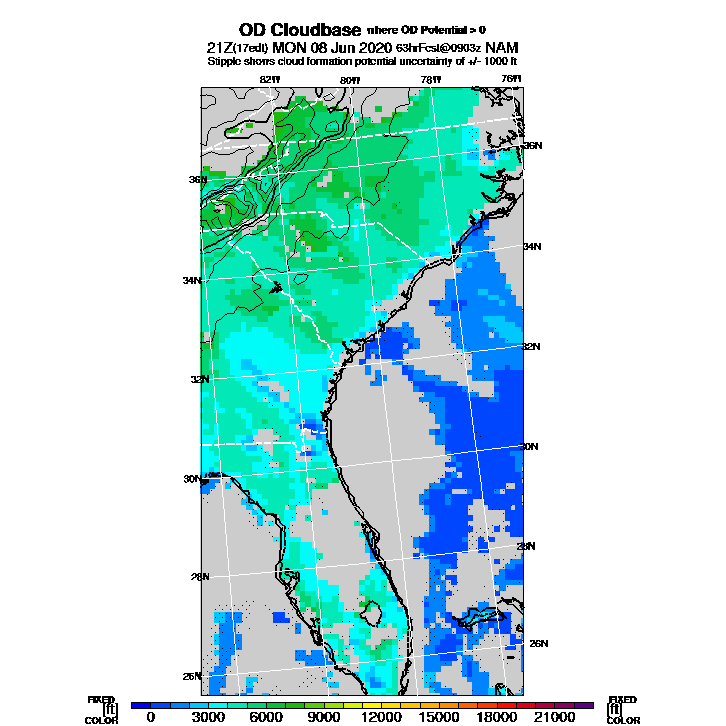 OD Cloudbase where OD Potential > 0
21Z(17edt) MON 08 Jun 2020 63hrFcst@0903z NAM
Stipple shows cloud formation potential uncertainty of +/- 1000 ft
82W 80W 78W 76W
36N
36N
34N
34N
32N
32N
30N
30N
28N
28N
26N
26N
FIXED FIXED
[ft] [ft]
COLOR 0 3000 6000 9000 12000 15000 18000 21000 COLOR